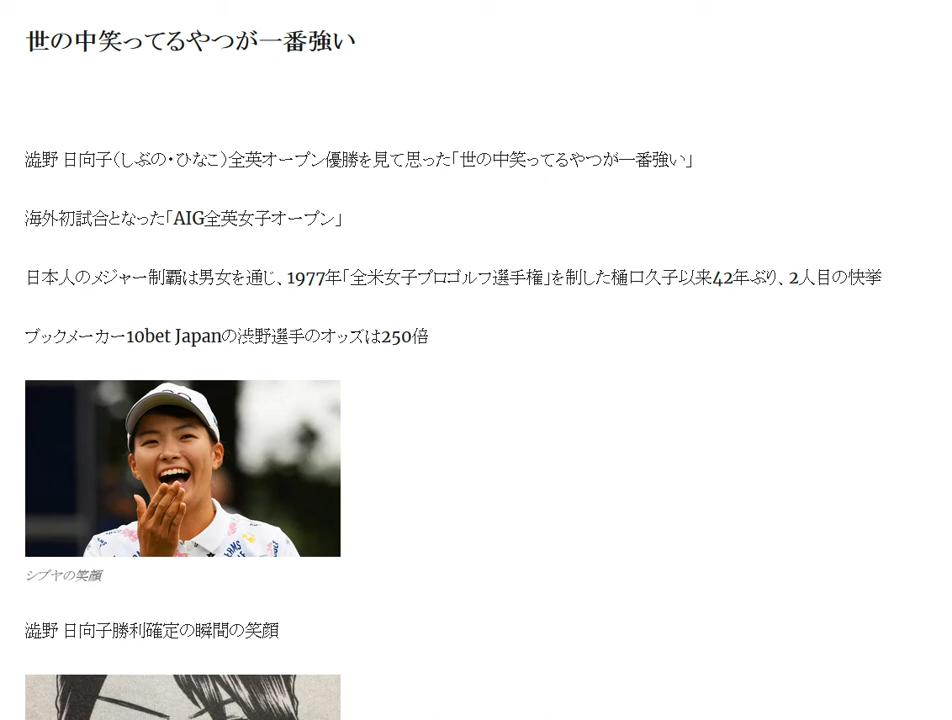 世の中笑ってるやつが一番強い
澁野 日向子（しぶの・ひなこ）全英オープン優勝を見て思った「世の中笑ってるやつが一番強い」
海外初試合となった「AIG全英女子オープン」
日本人のメジャー制覇は男女を通じ、1977年「全米女子プロゴルフ選手権」を制した樋口久子以来42年ぶり、2人目の快挙
ブックメーカー10bet Japanの渋野選手のオッズは250倍
シブヤの笑顔
澁野 日向子勝利確定の瞬間の笑顔